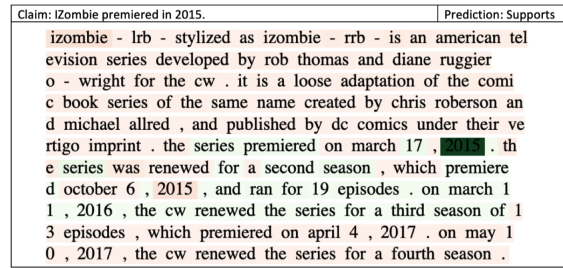 Claim: IZombie premiered in 2015. Prediction: Supports
izombie - lrb - stylized as izombie - rrb - is an american tel
evision series developed by rob thomas and diane ruggier
o - wright for the cw . it is a loose adaptation of the comi
c book series of the same name created by chris roberson an
d michael allred , and published by dc comics under their ve
rtigo imprint . the series premiered on march 17 , 2015 . th
e series was renewed for a second season , which premiere
d october 6 , 2015 , and ran for 19 episodes . on march 1
1 , 2016 , the cw renewed the series for a third season of 1
3 episodes , which premiered on april 4 , 2017 . on may 1
0 , 2017 , the cw renewed the series for a fourth season .